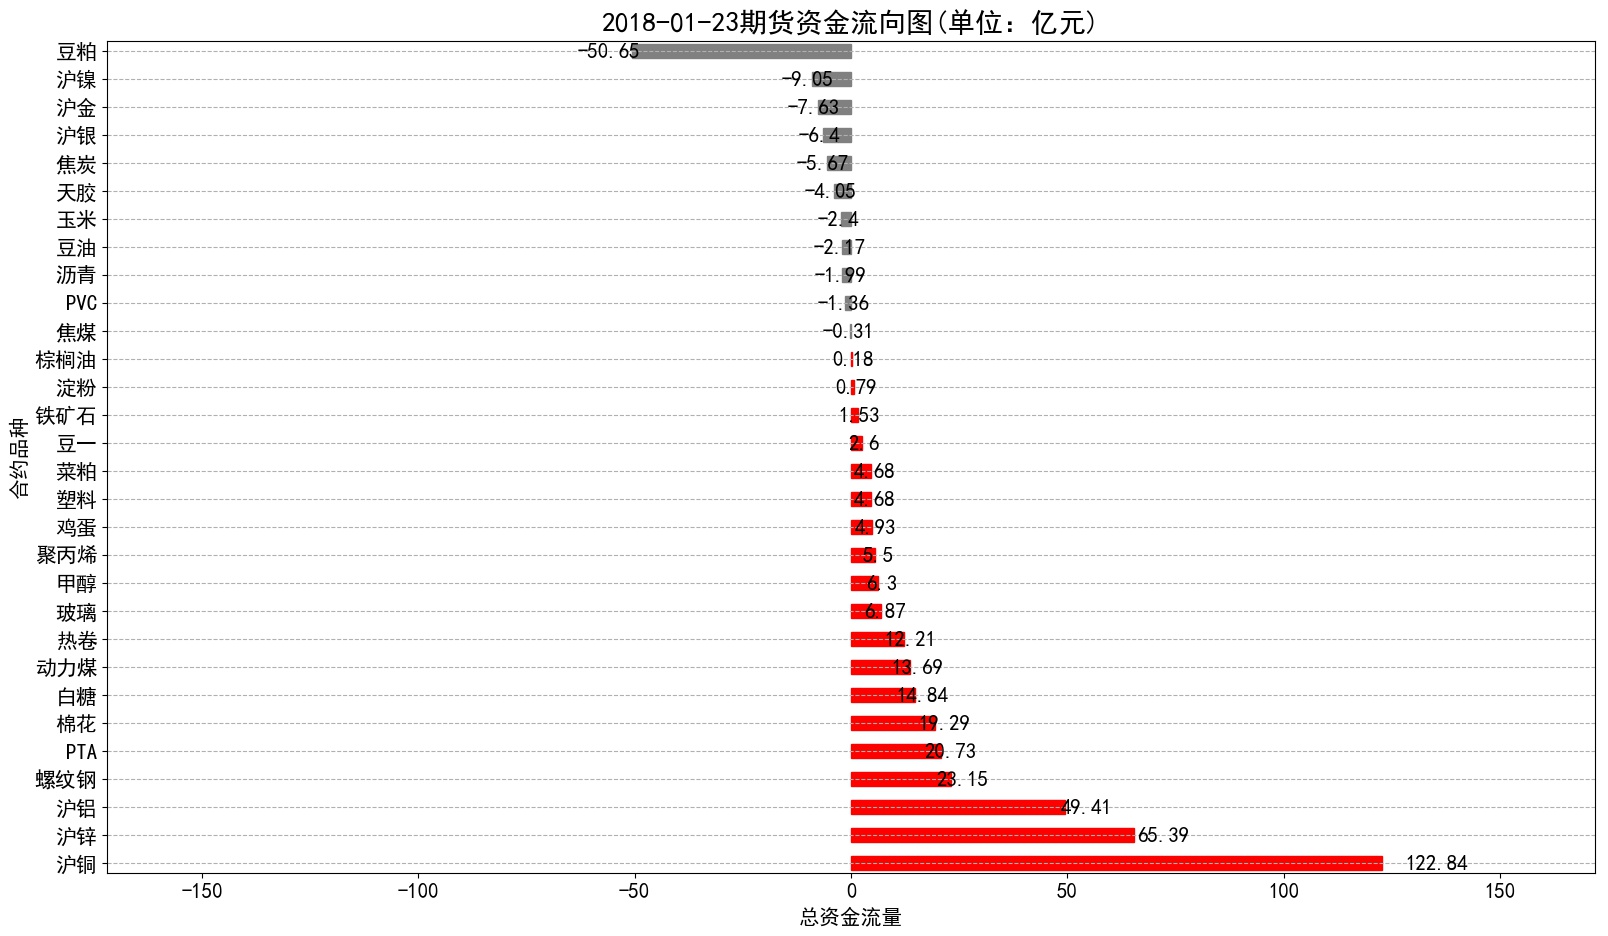 2018-01-23期货资金流向图(单位：亿元)
豆粕 -50.65
沪镍 -9.05
沪金 -7.63
沪银 -6.4
焦炭 -5.67
天胶 -4.05
玉米 -2.4
豆油 -2.17
沥青 -1.99
PVC -1.36
焦煤 -0.31
棕榈油 0.18
淀粉 0.79
铁矿石 1.53
豆一 2.6
菜粕 4.68
塑料 4.68
鸡蛋 4.93
聚丙烯 5.5
甲醇 6.3
玻璃 6.87
热卷 12.21
动力煤 13.69
白糖 14.84
棉花 19.29
PTA 20.73
螺纹钢 23.15
沪铝 49.41
沪锌 65.39
沪铜 122.84
合约品种
-150 -100 -50 0 50 100 150
总资金流量